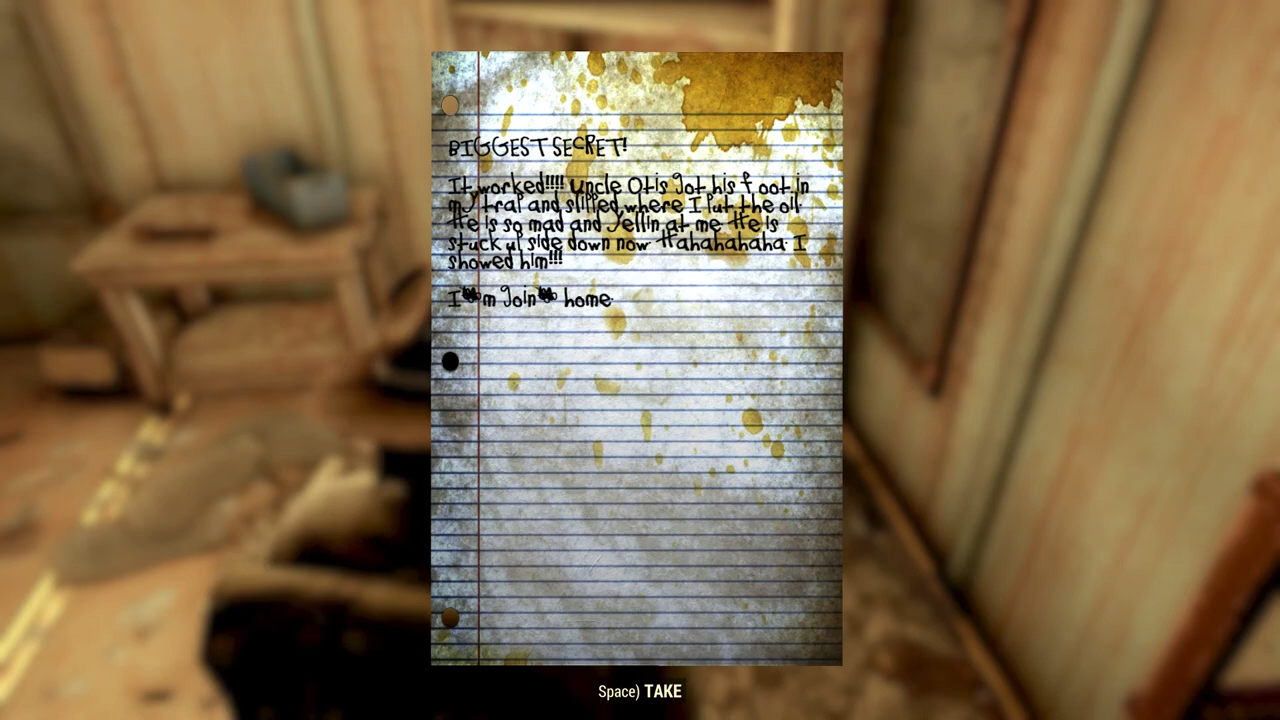 BIGGEST SECRET!
It worked!!!! Uncle Otis got his foot in
my trap and slipped where I put the oil.
He is so mad and yellin at me. He is
stuck up side down now. Hahahahaha. I
showed him!!!
I m goin home.
Space) TAKE